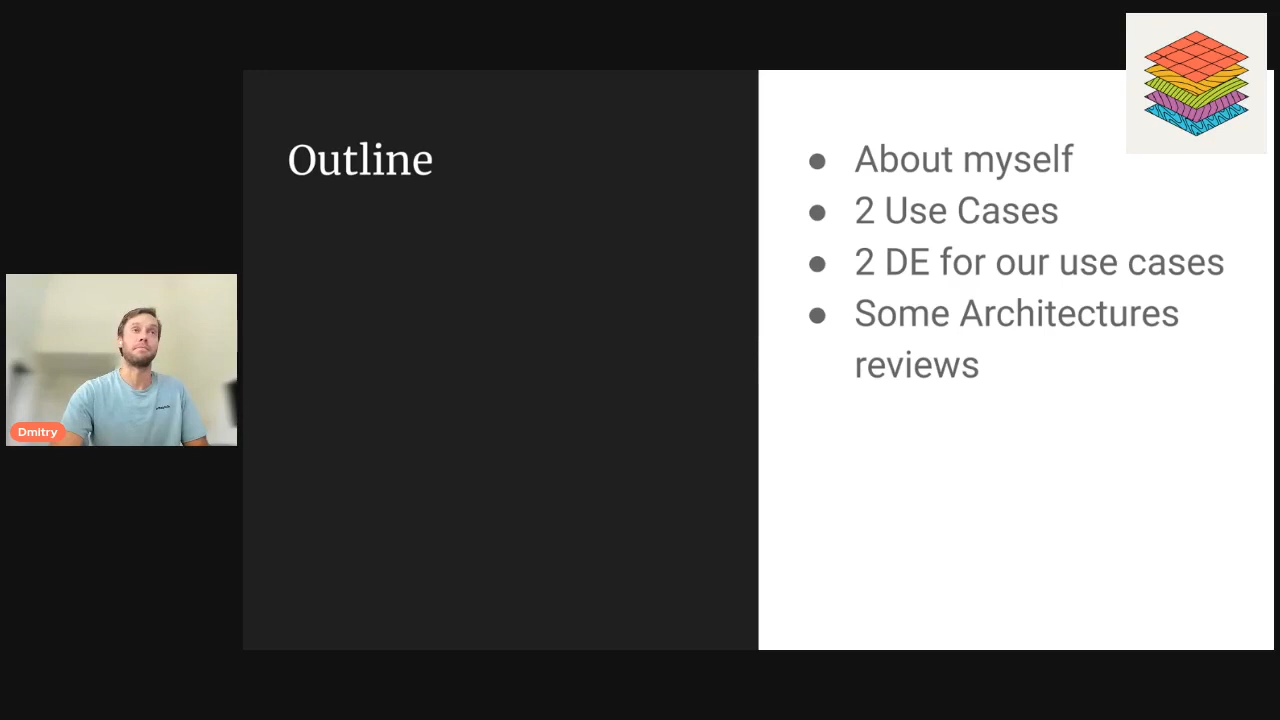 Outline
About myself
2 Use Cases
2 DE for our use cases
Some Architectures
reviews
Dmitry